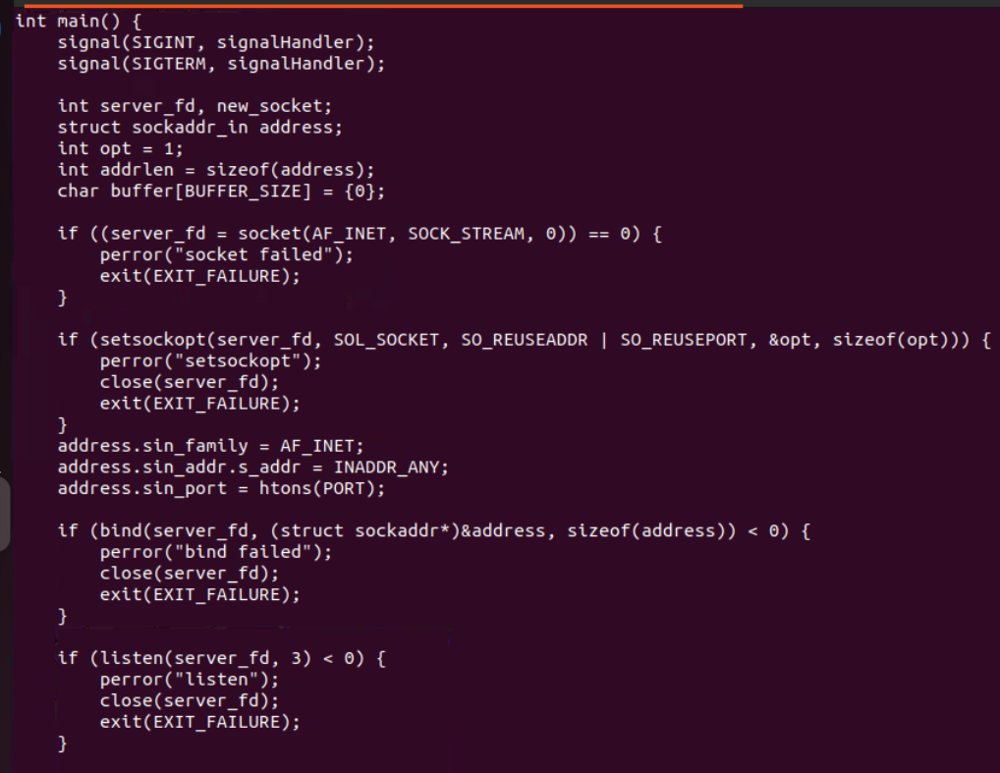 int main() {
    signal(SIGINT, signalHandler);
    signal(SIGTERM, signalHandler);

    int server_fd, new_socket;
    struct sockaddr_in address;
    int opt = 1;
    int addrlen = sizeof(address);
    char buffer[BUFFER_SIZE] = {0};

    if ((server_fd = socket(AF_INET, SOCK_STREAM, 0)) == 0) {
        perror("socket failed");
        exit(EXIT_FAILURE);
    }

    if (setsockopt(server_fd, SOL_SOCKET, SO_REUSEADDR | SO_REUSEPORT, &opt, sizeof(opt))) {
        perror("setsockopt");
        close(server_fd);
        exit(EXIT_FAILURE);
    }
    address.sin_family = AF_INET;
    address.sin_addr.s_addr = INADDR_ANY;
    address.sin_port = htons(PORT);

    if (bind(server_fd, (struct sockaddr*)&address, sizeof(address)) < 0) {
        perror("bind failed");
        close(server_fd);
        exit(EXIT_FAILURE);
    }

    if (listen(server_fd, 3) < 0) {
        perror("listen");
        close(server_fd);
        exit(EXIT_FAILURE);
    }